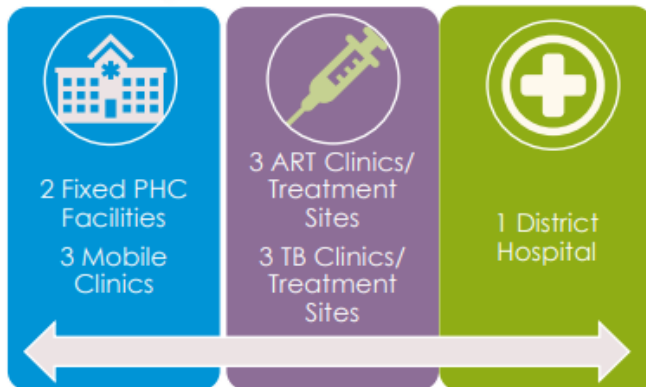 2 Fixed PHC
Facilities
3 Mobile
Clinics
3 ART Clinics/
Treatment
Sites
3 TB Clinics/
Treatment
Sites
1 District
Hospital